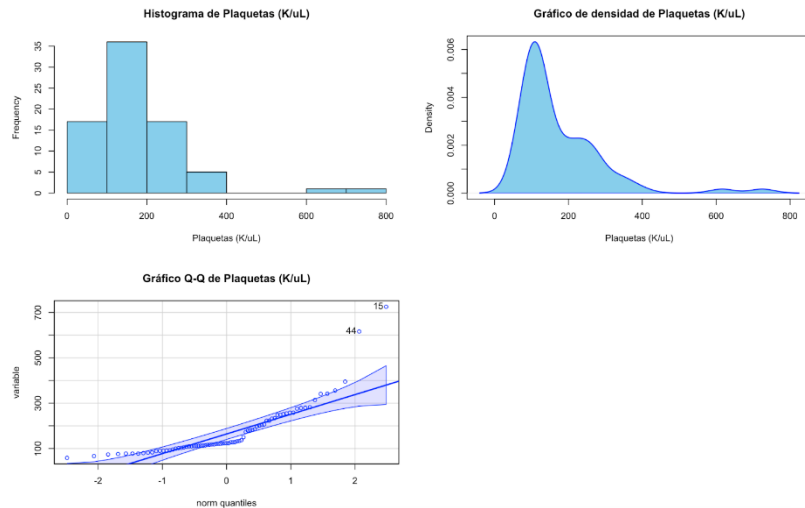 Histograma de Plaquetas (K/uL)
Frequency
0 5 10 15 20 25 30 35
0 200 400 600 800
Plaquetas (K/uL)
Gráfico de densidad de Plaquetas (K/uL)
Density
0.000 0.002 0.004 0.006
0 200 400 600 800
Plaquetas (K/uL)
Gráfico Q-Q de Plaquetas (K/uL)
variable
100 300 500 700
15
44
-2 -1 0 1 2
norm quantiles